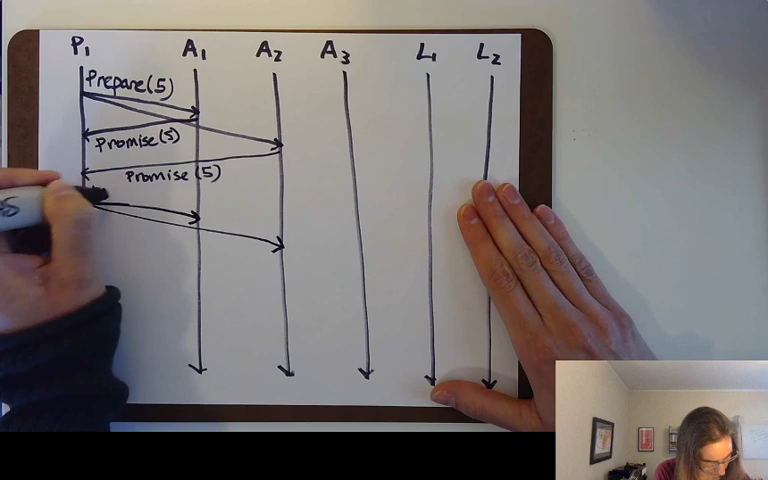 P1 A1 A2 A3 L1 L2
Prepare(5)
Promise(5)
Promise(5)